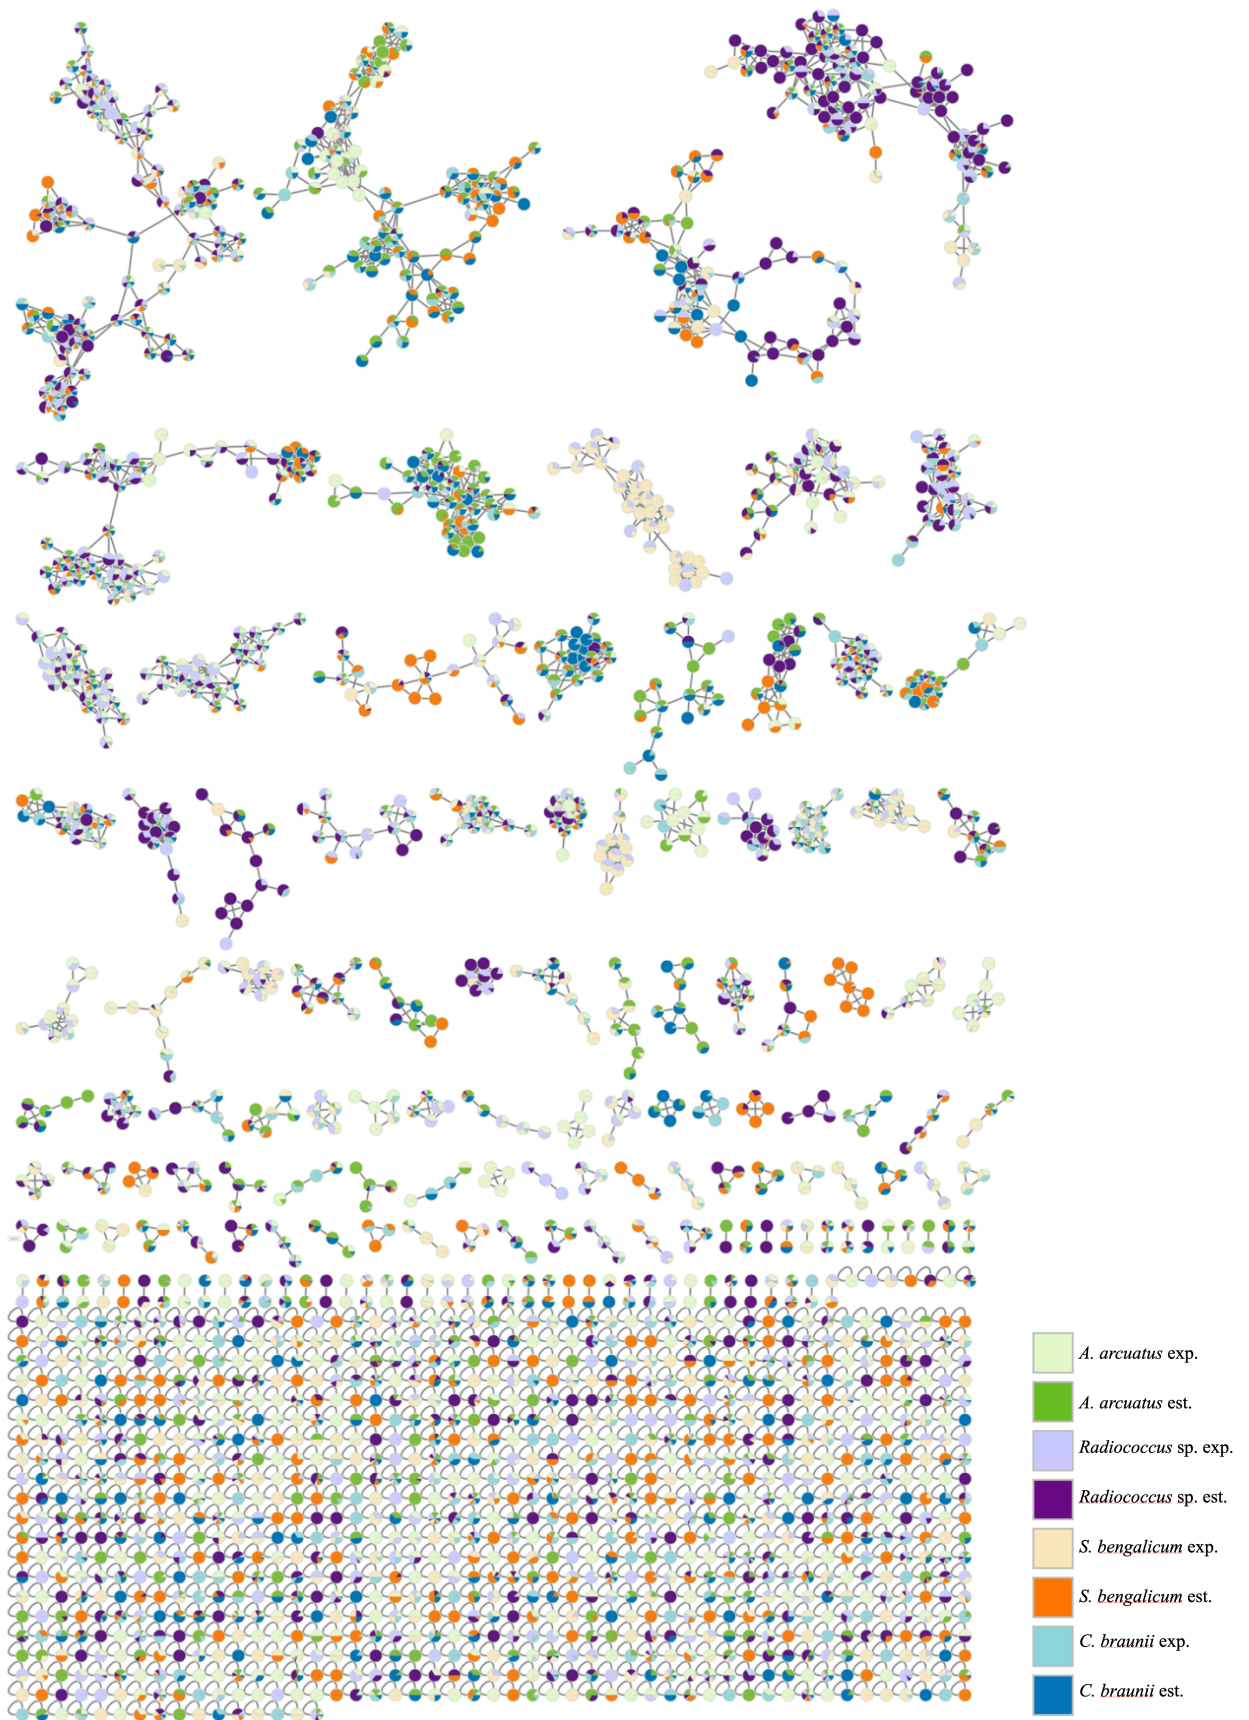 A. arcuatus exp.
A. arcuatus est.
Radiococcus sp. exp.
Radiococcus sp. est.
S. bengalicum exp.
S. bengalicum est.
C. braunii exp.
C. braunii est.